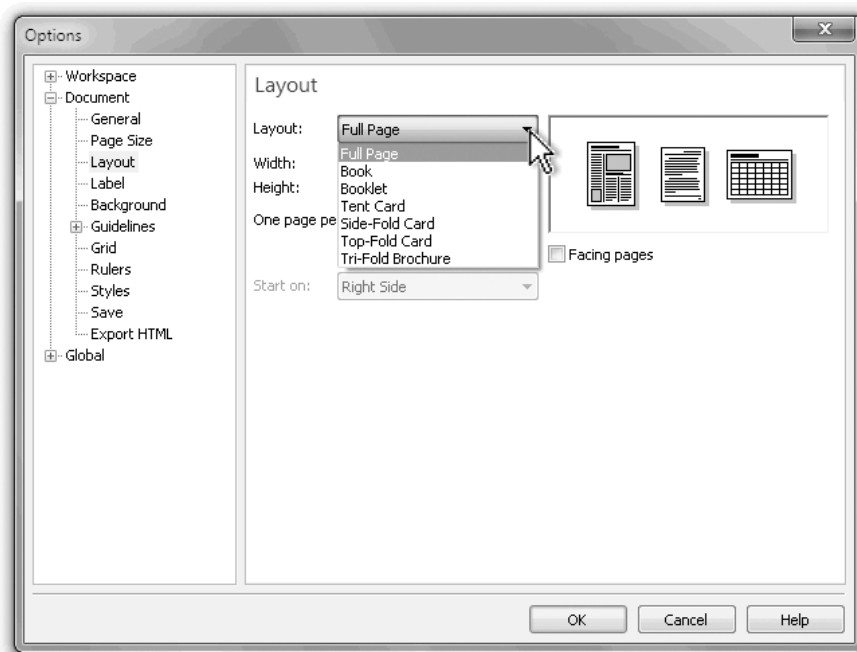 Options
Workspace
Document
General
Page Size
Layout
Label
Background
Guidelines
Grid
Rulers
Styles
Save
Export HTML
Global
Layout
Layout: Full Page
Full Page
Width: Book
Height: Booklet
Tent Card
One page pe Side-Fold Card
Top-Fold Card
Tri-Fold Brochure
Facing pages
Start on: Right Side
OK Cancel Help